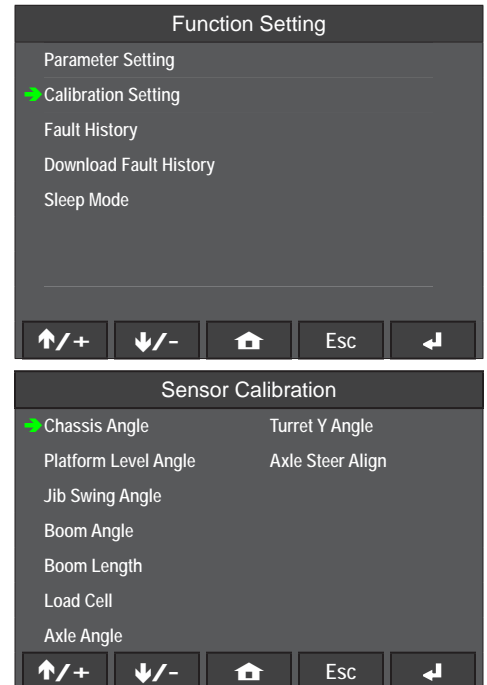 Function Setting
Parameter Setting
Calibration Setting
Fault History
Download Fault History
Sleep Mode
↑/+ ↓/- Esc
Sensor Calibration
Chassis Angle Turret Y Angle
Platform Level Angle Axle Steer Align
Jib Swing Angle
Boom Angle
Boom Length
Load Cell
Axle Angle
↑/+ ↓/- Esc